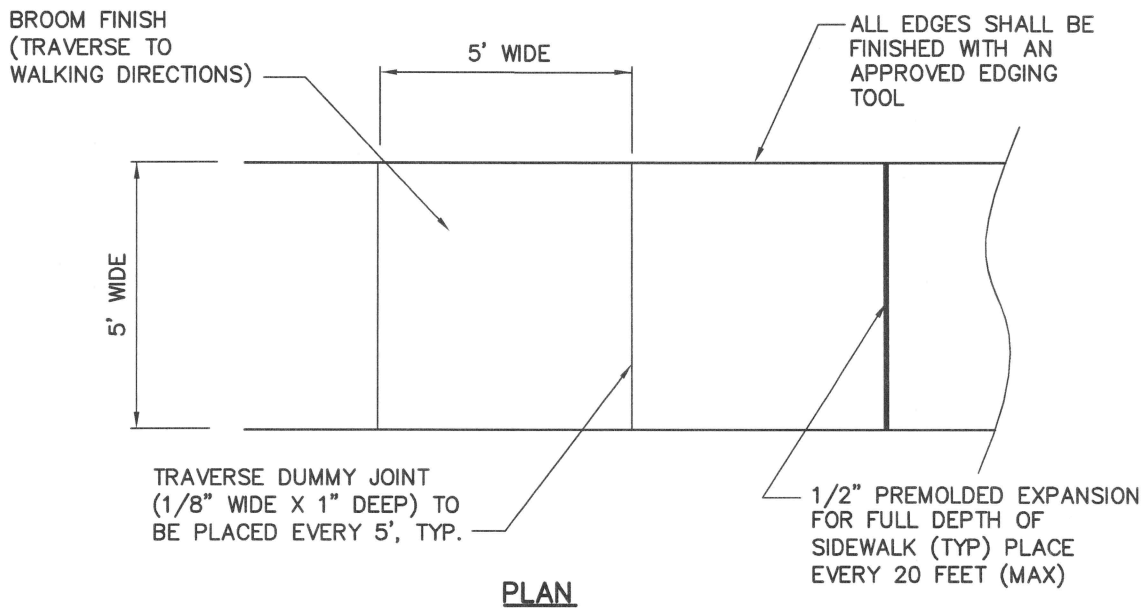 BROOM FINISH
(TRAVERSE TO
WALKING DIRECTIONS)
5' WIDE
ALL EDGES SHALL BE
FINISHED WITH AN
APPROVED EDGING
TOOL
5' WIDE
TRAVERSE DUMMY JOINT
(1/8" WIDE X 1" DEEP) TO
BE PLACED EVERY 5', TYP.
1/2" PREMOLDED EXPANSION
FOR FULL DEPTH OF
SIDEWALK (TYP) PLACE
EVERY 20 FEET (MAX)
PLAN